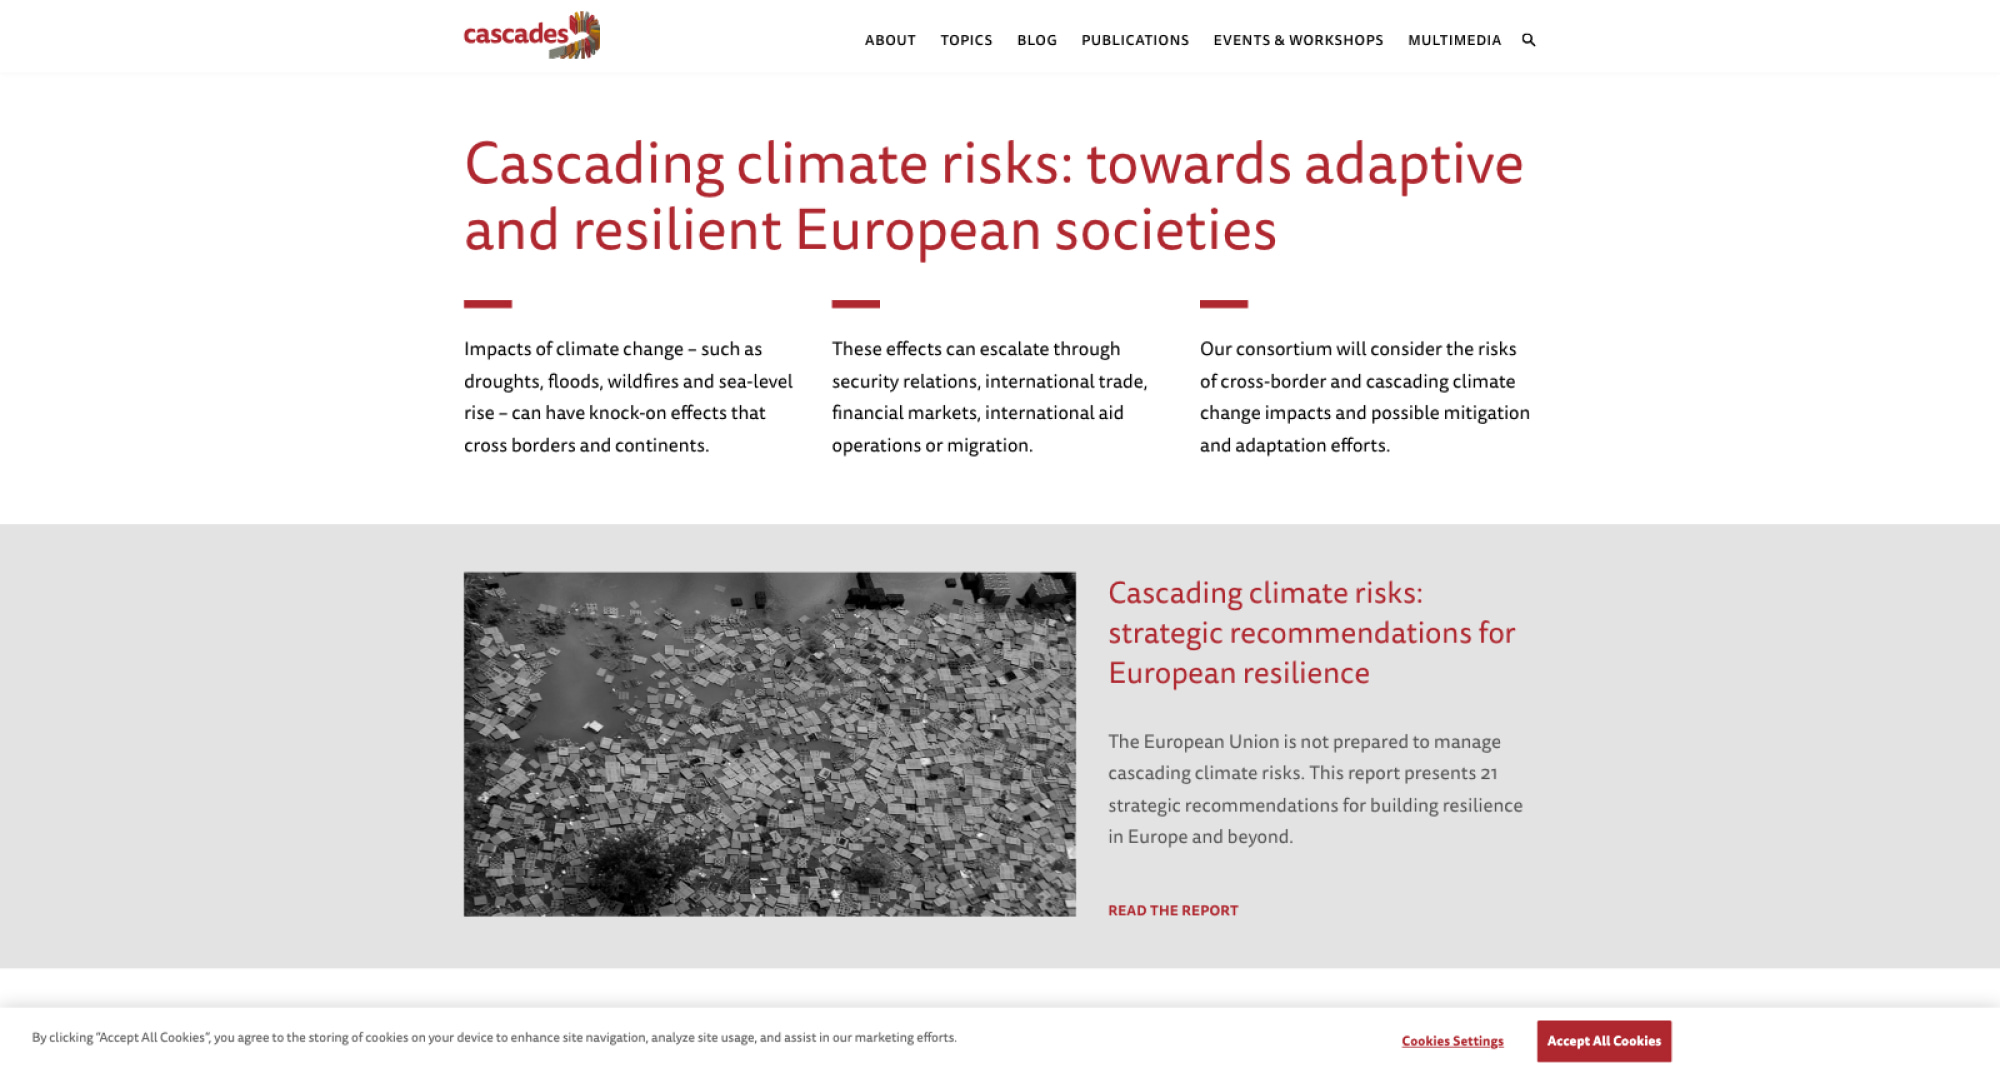 cascades
ABOUT TOPICS BLOG PUBLICATIONS EVENTS & WORKSHOPS MULTIMEDIA
Cascading climate risks: towards adaptive
and resilient European societies
Impacts of climate change – such as
droughts, floods, wildfires and sea-level
rise – can have knock-on effects that
cross borders and continents.
These effects can escalate through
security relations, international trade,
financial markets, international aid
operations or migration.
Our consortium will consider the risks
of cross-border and cascading climate
change impacts and possible mitigation
and adaptation efforts.
Cascading climate risks:
strategic recommendations for
European resilience
The European Union is not prepared to manage
cascading climate risks. This report presents 21
strategic recommendations for building resilience
in Europe and beyond.
READ THE REPORT
By clicking “Accept All Cookies”, you agree to the storing of cookies on your device to enhance site navigation, analyze site usage, and assist in our marketing efforts.
Cookies Settings
Accept All Cookies